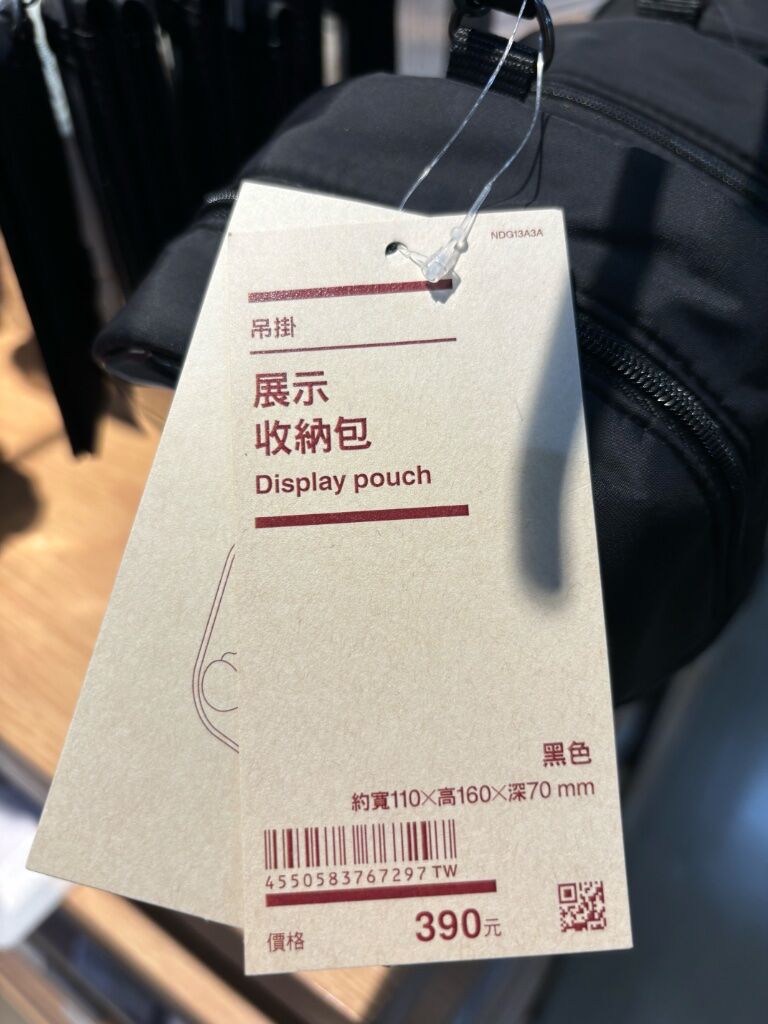 NDG13A3A
吊掛
展示
收納包
Display pouch
黑色
約寬110×高160×深70 mm
4550583767297 TW
價格 390元